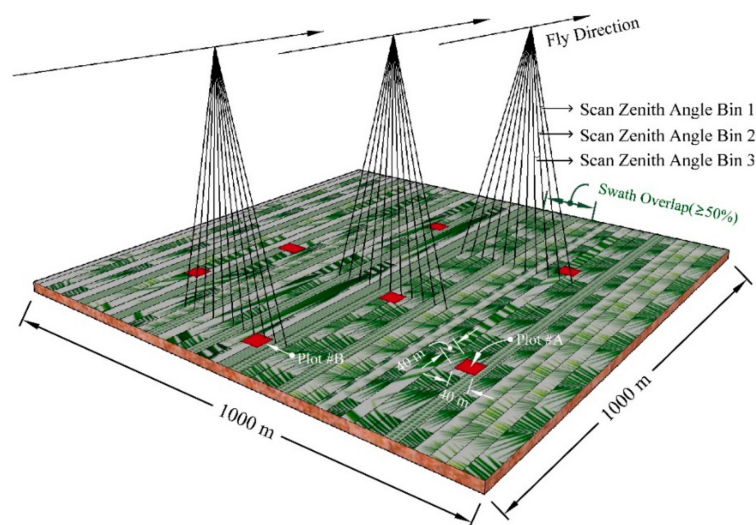 Fly Direction
Scan Zenith Angle Bin 1
Scan Zenith Angle Bin 2
Scan Zenith Angle Bin 3
Swath Overlap(≥50%)
Plot #A
Plot #B
40 m
40 m
1000 m
1000 m